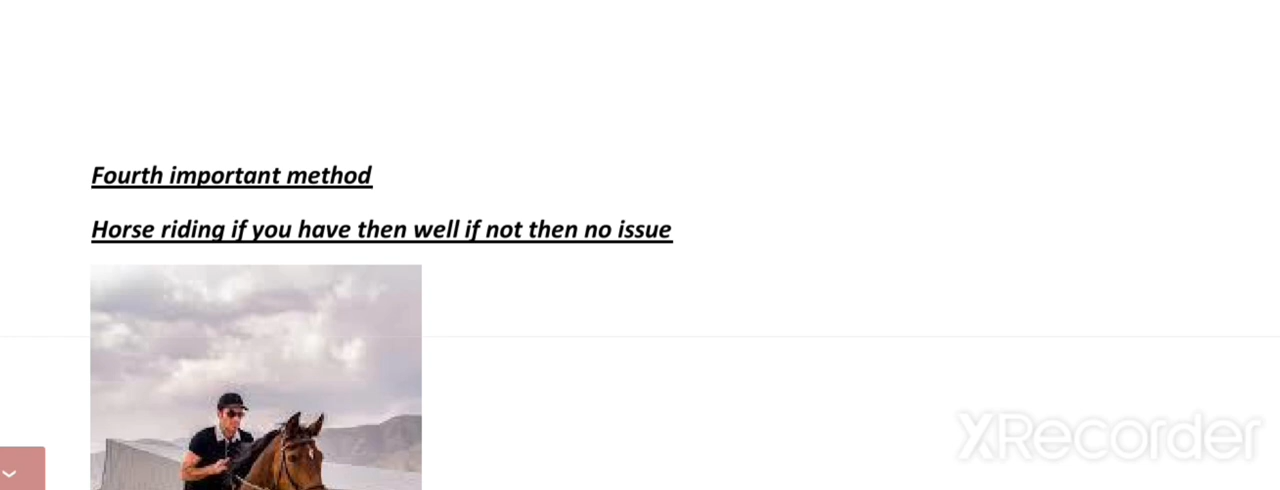 Fourth important method
Horse riding if you have then well if not then no issue
XRecorder